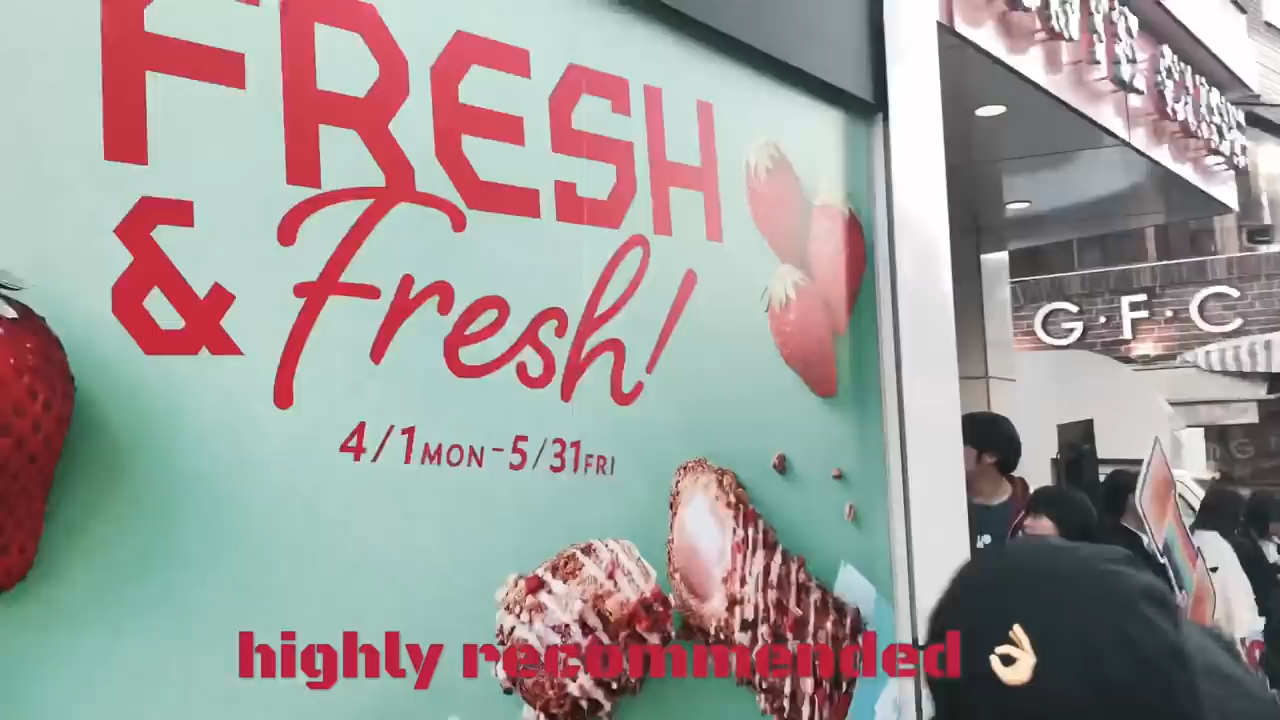 FRESH
& Fresh!
4/1MON-5/31FRI
G·F·C
highly recommended 👌